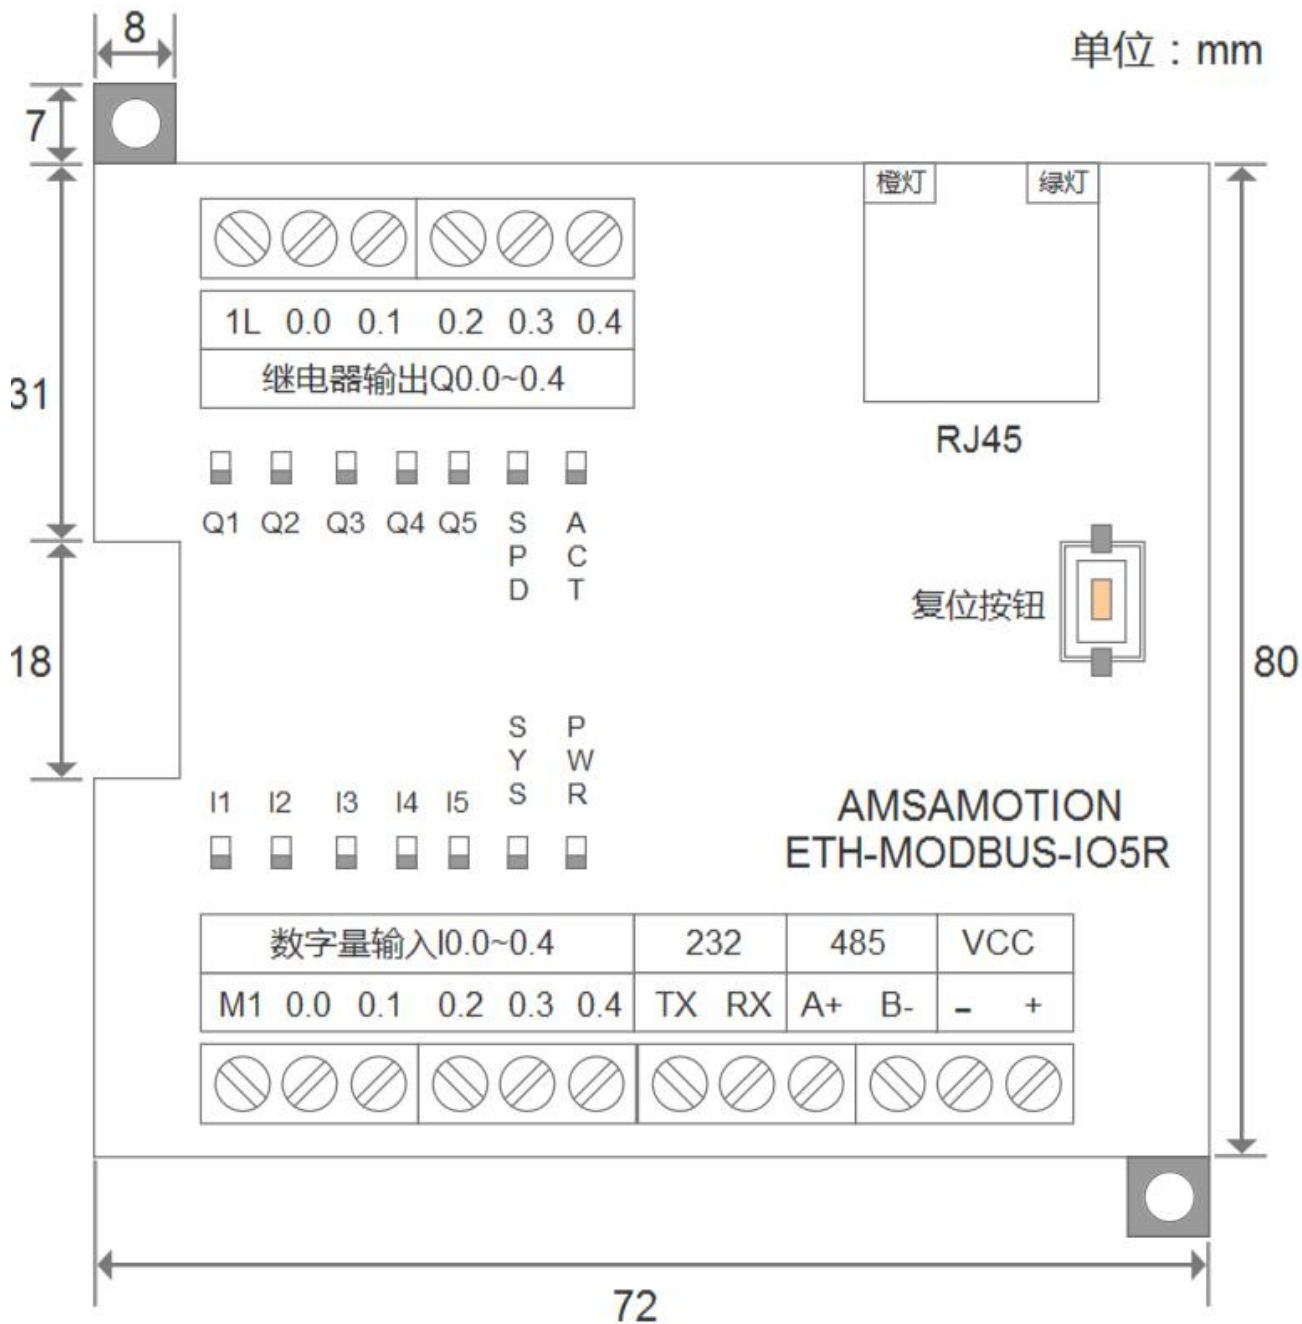 8
单位：mm
7
橙灯 绿灯
1L 0.0 0.1 0.2 0.3 0.4
继电器输出Q0.0~0.4
31
RJ45
Q1 Q2 Q3 Q4 Q5 SPD ACT
复位按钮
18
80
SYS PWR
I1 I2 I3 I4 I5
AMSAMOTION
ETH-MODBUS-IO5R
数字量输入I0.0~0.4 232 485 VCC
M1 0.0 0.1 0.2 0.3 0.4 TX RX A+ B- - +
72